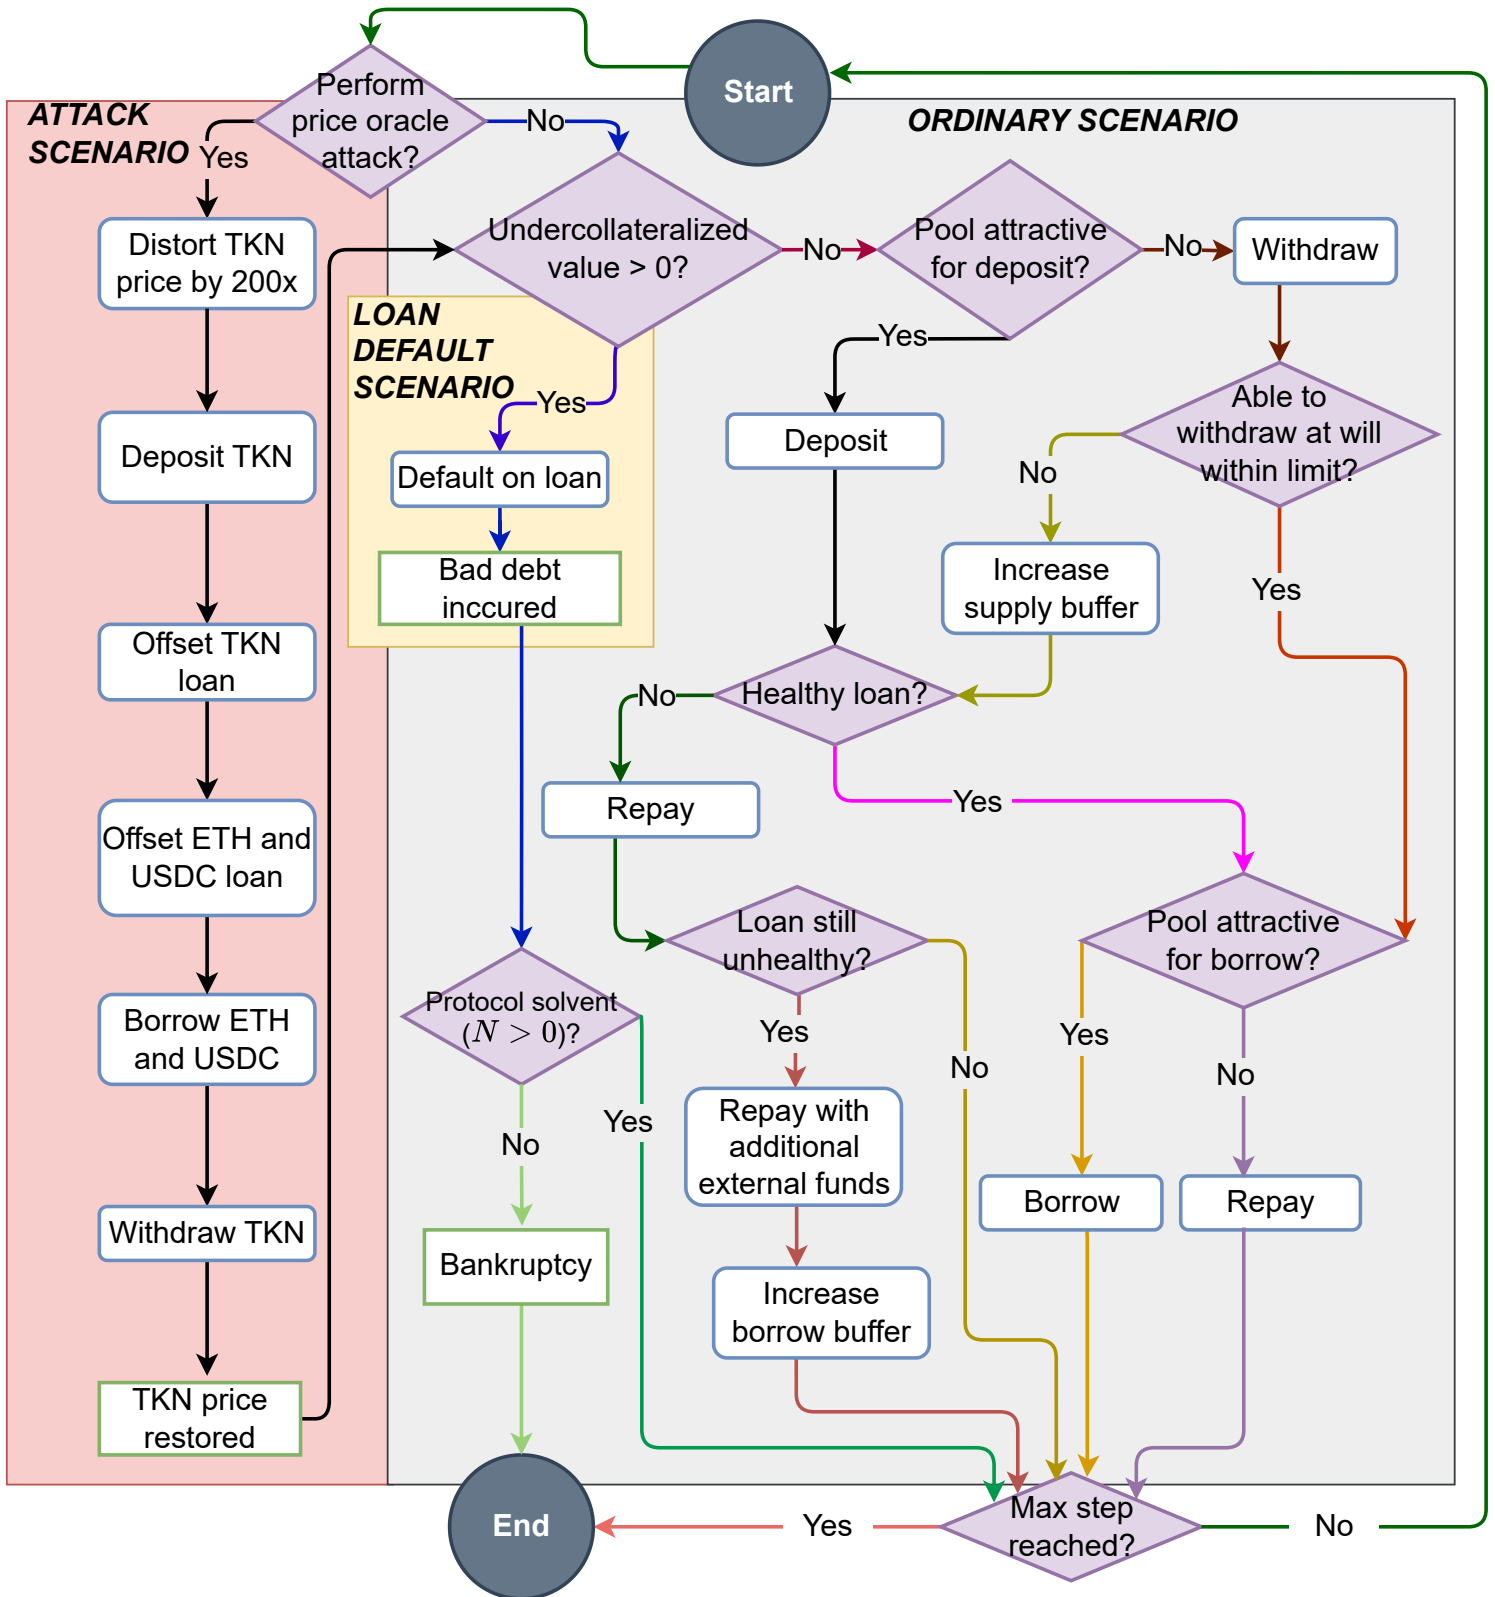 Start
Perform
price oracle
attack?
ATTACK
SCENARIO
Yes
No
ORDINARY SCENARIO
Distort TKN
price by 200x
Deposit TKN
Offset TKN
loan
Offset ETH and
USDC loan
Borrow ETH
and USDC
Withdraw TKN
TKN price
restored
Undercollateralized
value > 0?
No
Pool attractive
for deposit?
No
Withdraw
LOAN
DEFAULT
SCENARIO
Yes
Default on loan
Bad debt
inccured
Yes
Deposit
Able to
withdraw at will
within limit?
No
Increase
supply buffer
Yes
Healthy loan?
No
Repay
Yes
Loan still
unhealthy?
Pool attractive
for borrow?
Protocol solvent
(N > 0)?
Yes
No
Yes
No
Yes
No
Repay with
additional
external funds
Borrow
Repay
Bankruptcy
Increase
borrow buffer
End
Yes
Max step
reached?
No